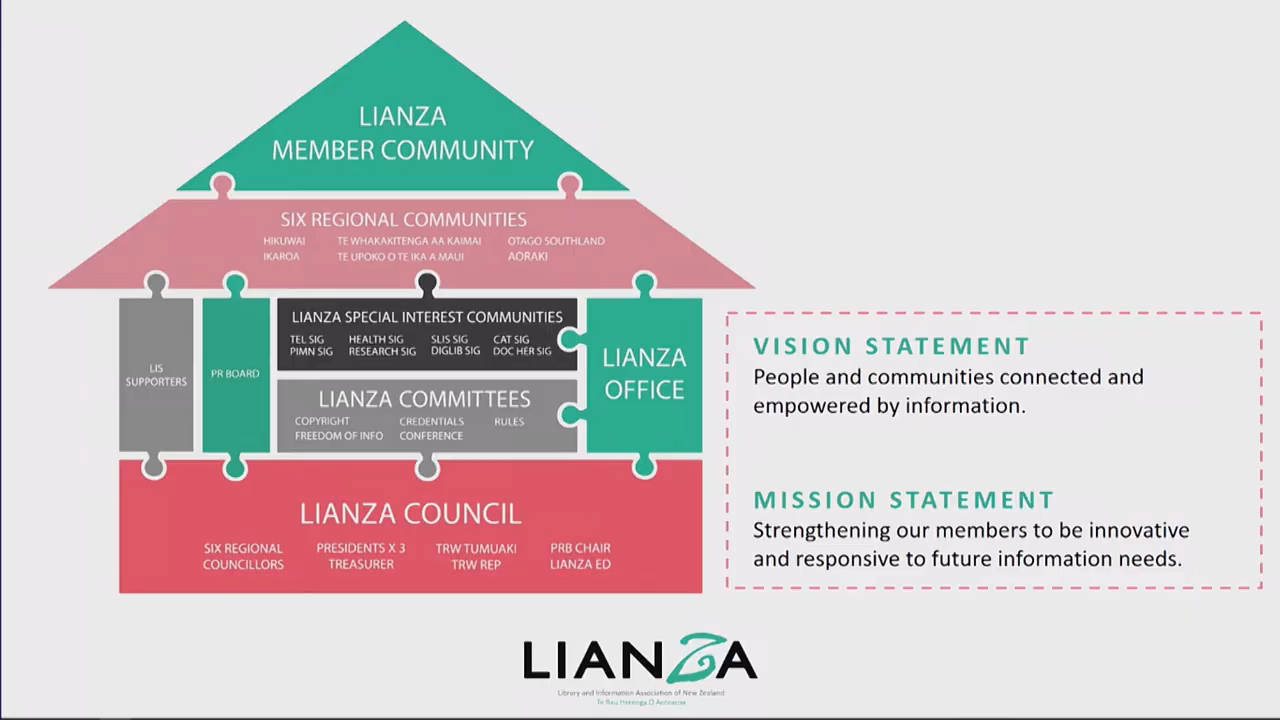 LIANZA
MEMBER COMMUNITY
SIX REGIONAL COMMUNITIES
HIKUWAI TE WHAKAKITENGA AA KAIMAI OTAGO SOUTHLAND
IKAROA TE UPOKO O TE IKA A MAUI AORAKI
LIS
SUPPORTERS
PR BOARD
LIANZA SPECIAL INTEREST COMMUNITIES
TEL SIG HEALTH SIG SLIS SIG CAT SIG
PIMN SIG RESEARCH SIG DIGLIB SIG DOC HER SIG
LIANZA COMMITTEES
COPYRIGHT CREDENTIALS RULES
FREEDOM OF INFO CONFERENCE
LIANZA
OFFICE
LIANZA COUNCIL
SIX REGIONAL PRESIDENTS X 3 TRW TUMUAKI PRB CHAIR
COUNCILLORS TREASURER TRW REP LIANZA ED
VISION STATEMENT
People and communities connected and
empowered by information.
MISSION STATEMENT
Strengthening our members to be innovative
and responsive to future information needs.
LIANZA
Library and Information Association of New Zealand
Te Rau Herenga O Aotearoa